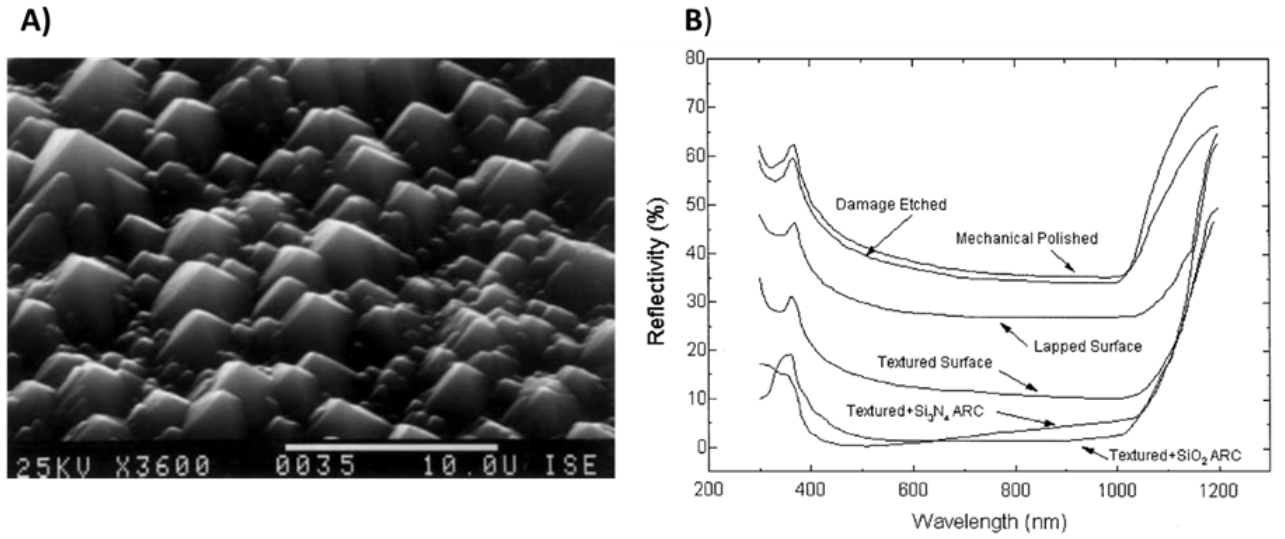 A)
25KV X3600 0035 10.0U ISE
B)
80
70
60
50
40
30
20
10
0
Reflectivity (%)
Damage Etched
Mechanical Polished
Lapped Surface
Textured Surface
Textured+Si₃N₄ ARC
Textured+SiO₂ ARC
200 400 600 800 1000 1200
Wavelength (nm)